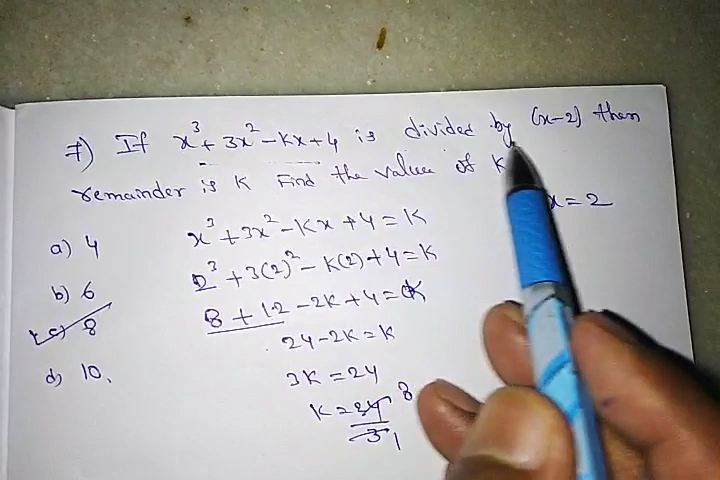 7) If x³ + 3x² - kx + 4 is divided by (x-2) then
remainder is K Find the value of K
x = 2
a) 4
b) 6
c) 8
d) 10.
x³ + 3x² - kx + 4 = K
2³ + 3(2)² - k(2) + 4 = K
8 + 12 - 2k + 4 = K
24 - 2k = K
3k = 24
k = 24/3 8 1